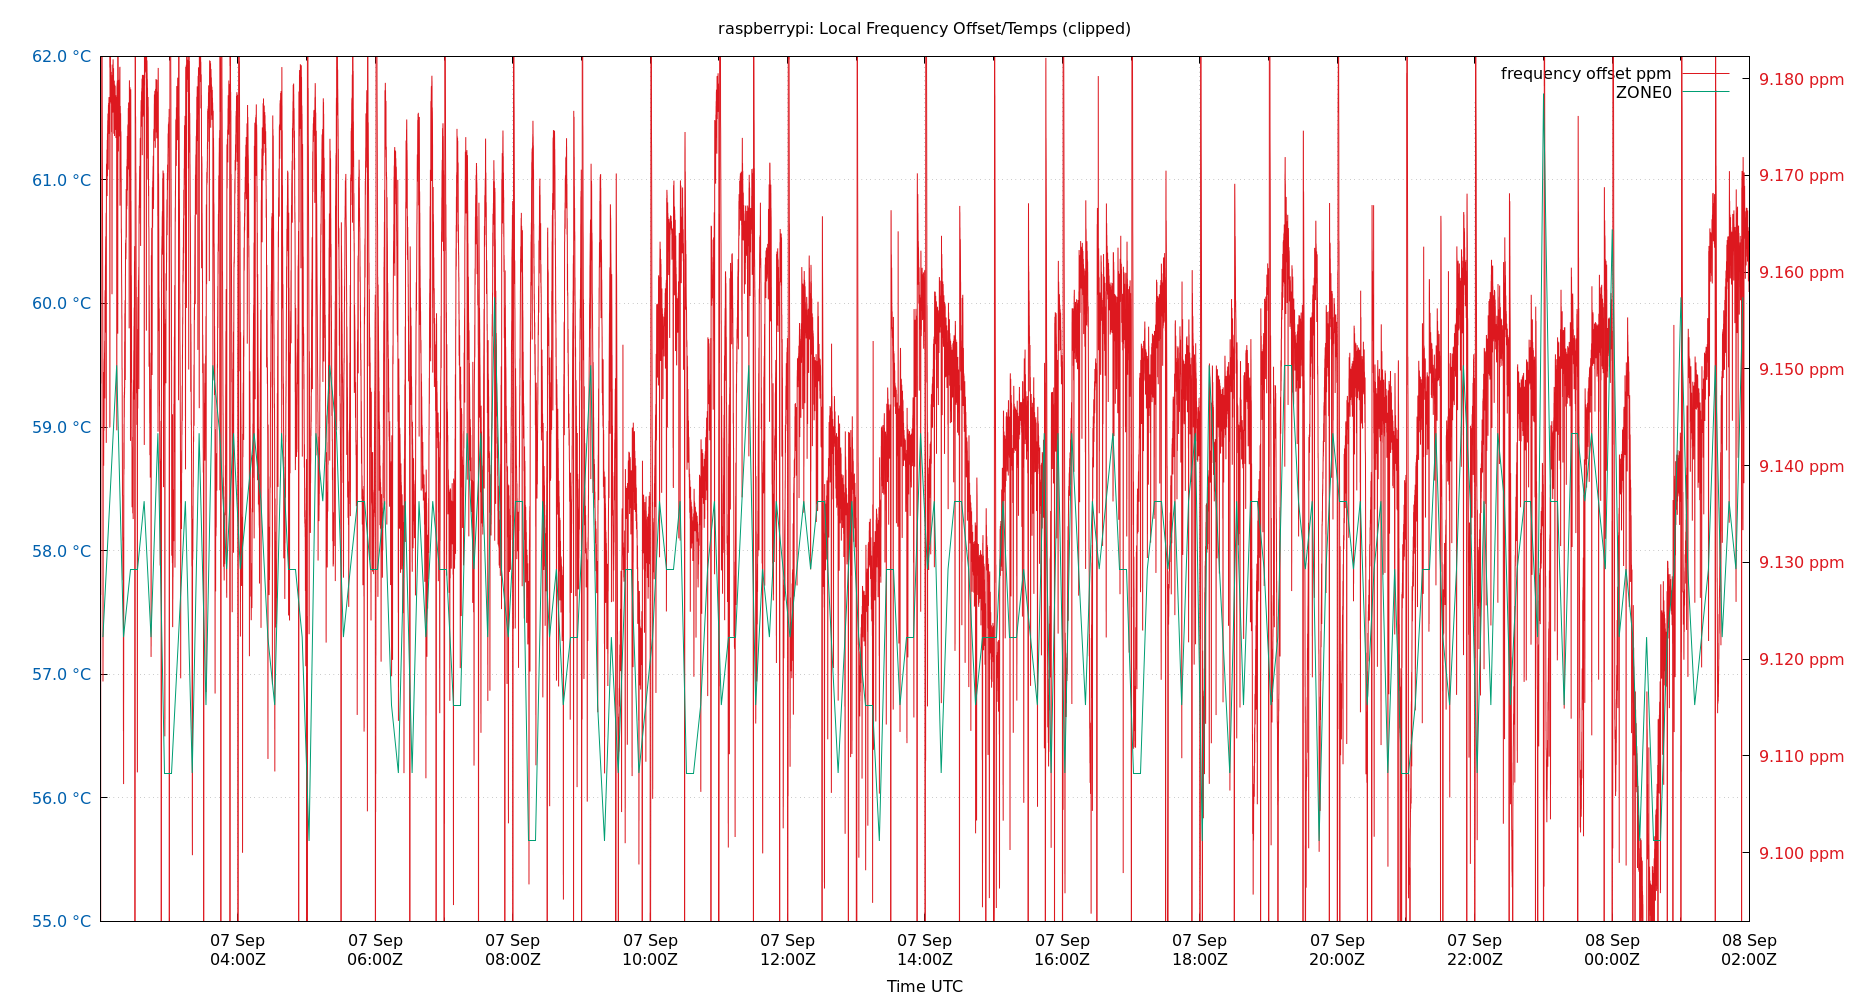 raspberrypi: Local Frequency Offset/Temps (clipped)
frequency offset ppm
ZONE0
62.0 °C
61.0 °C
60.0 °C
59.0 °C
58.0 °C
57.0 °C
56.0 °C
55.0 °C
9.180 ppm
9.170 ppm
9.160 ppm
9.150 ppm
9.140 ppm
9.130 ppm
9.120 ppm
9.110 ppm
9.100 ppm
07 Sep
04:00Z
07 Sep
06:00Z
07 Sep
08:00Z
07 Sep
10:00Z
07 Sep
12:00Z
07 Sep
14:00Z
07 Sep
16:00Z
07 Sep
18:00Z
07 Sep
20:00Z
07 Sep
22:00Z
08 Sep
00:00Z
08 Sep
02:00Z
Time UTC